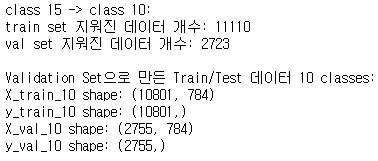 class 15 -> class 10:
train set 지워진 데이터 개수: 11110
val set 지워진 데이터 개수: 2723

Validation Set으로 만든 Train/Test 데이터 10 classes:
X_train_10 shape: (10801, 784)
y_train_10 shape: (10801,)
X_val_10 shape: (2755, 784)
y_val_10 shape: (2755,)